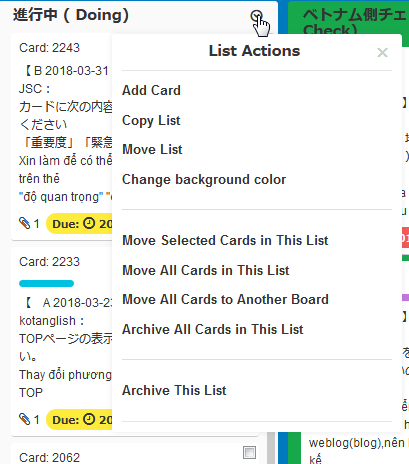 進行中 ( Doing)
ベトナム側チェ
Check)
Card: 2243
【 B 2018-03-31
JSC：
カードに次の内容
ください
「重要度」「緊急
Xin làm để có thể
trên thẻ
"độ quan trọng"
1
Due: 20
Card: 2233
【 A 2018-03-23
kotanglish：
TOPページの表示
い。
Thay đổi phương
TOP
1
Due: 20
Card: 2062
List Actions
×
Add Card
Copy List
Move List
Change background color
Move Selected Cards in This List
Move All Cards in This List
Move All Cards to Another Board
Archive All Cards in This List
Archive This List
weblog(blog),nên
kế